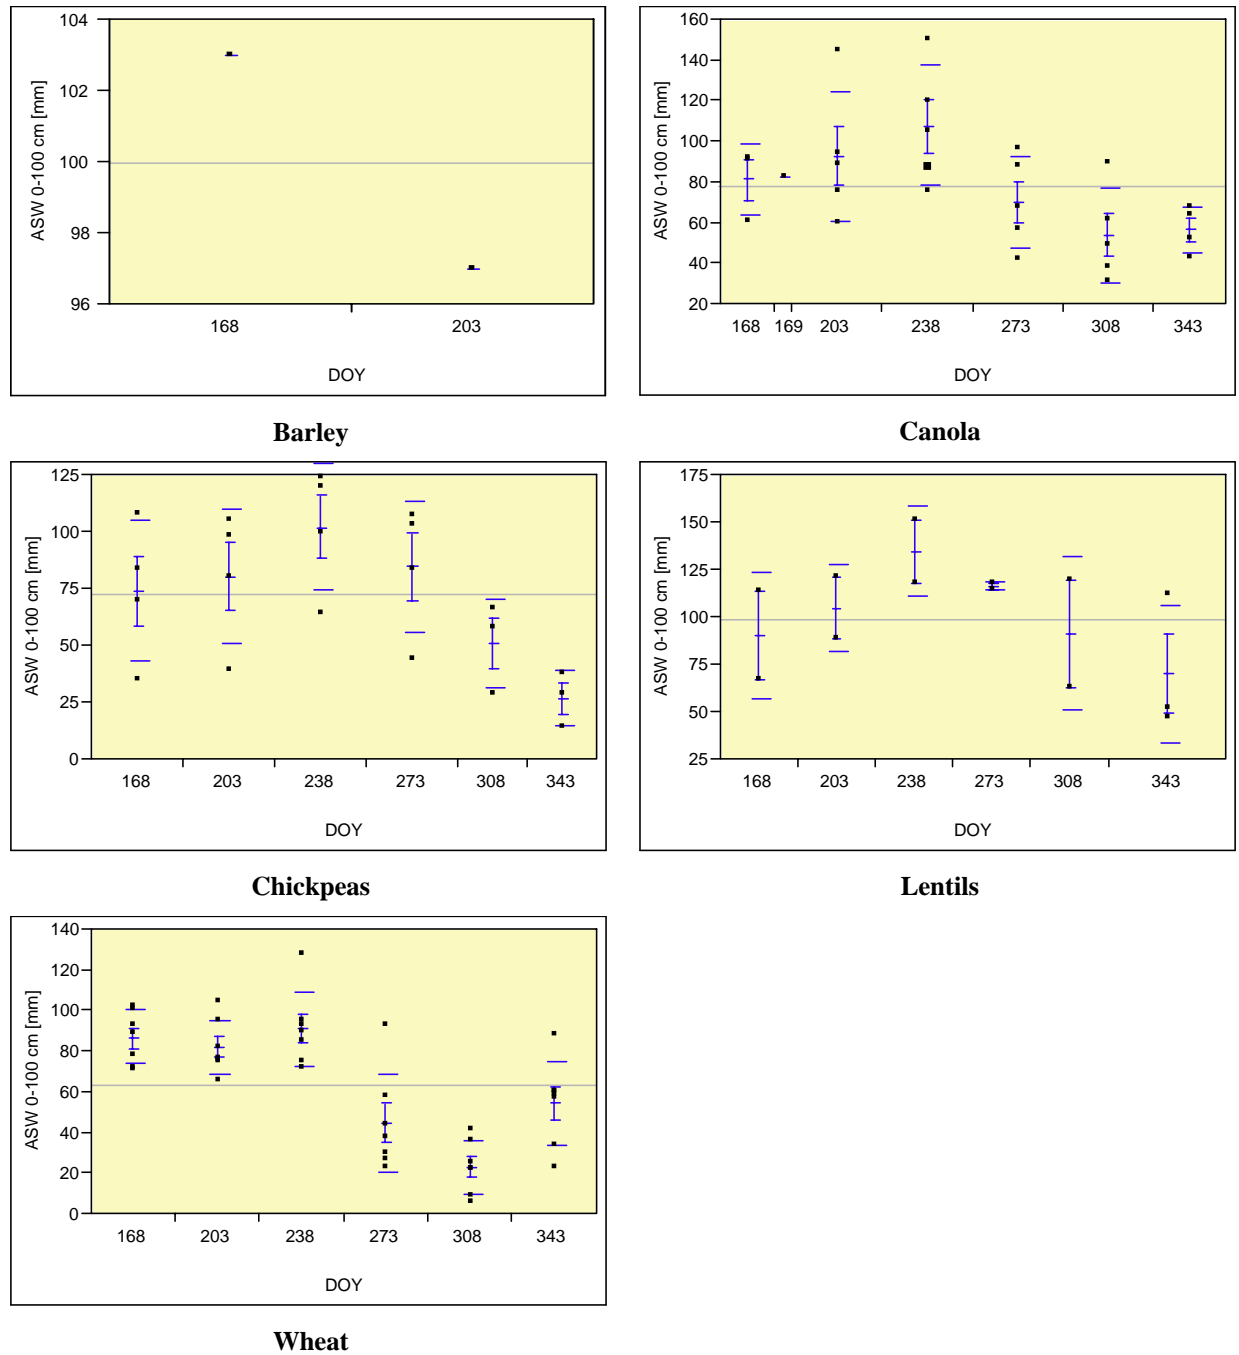 104
102
100
98
96
ASW 0-100 cm [mm]
168 203
DOY
Barley
160
140
120
100
80
60
40
20
ASW 0-100 cm [mm]
168 169 203 238 273 308 343
DOY
Canola
125
100
75
50
25
0
ASW 0-100 cm [mm]
168 203 238 273 308 343
DOY
Chickpeas
175
150
125
100
75
50
25
ASW 0-100 cm [mm]
168 203 238 273 308 343
DOY
Lentils
140
120
100
80
60
40
20
0
ASW 0-100 cm [mm]
168 203 238 273 308 343
DOY
Wheat